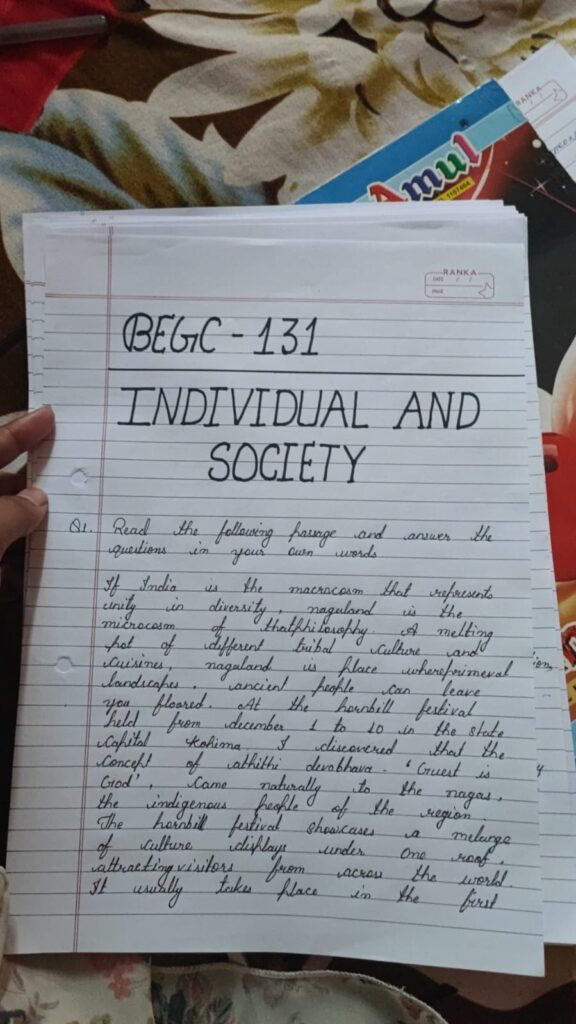 Amul
RANKA
RANKA
DATE / /
PAGE
BEGC - 131
INDIVIDUAL AND
SOCIETY
Q1. Read the following passage and answer the
questions in your own words.
If India is the macrocosm that represents
unity in diversity, nagaland is the
microcosm of thatphilosophy. A melting
pot of different tribal culture and
cuisines, nagaland is place whereprimeval
landscapes, ancient people can leave
you floored. At the hornbill festival
held from december 1 to 10 in the state
capital Kohima. I discovered that the
concept of athithi devobhava. 'Guest is
God', came naturally to the nagas,
the indigenous people of the region.
The hornbill festival showcases a melange
of culture displays under one roof,
attracting visitors from across the world.
It usually takes place in the first